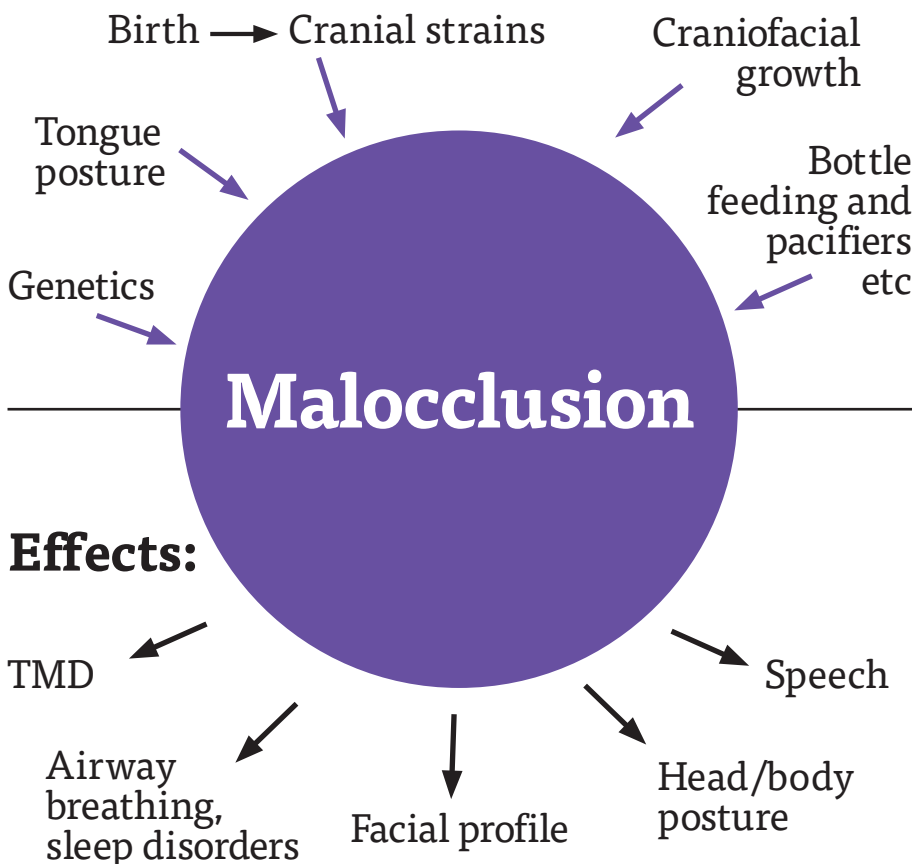 Birth Cranial strains
Craniofacial
growth
Tongue
posture
Bottle
feeding and
pacifiers
etc
Genetics
Malocclusion
Effects:
TMD
Speech
Airway
breathing,
sleep disorders
Facial profile
Head/body
posture